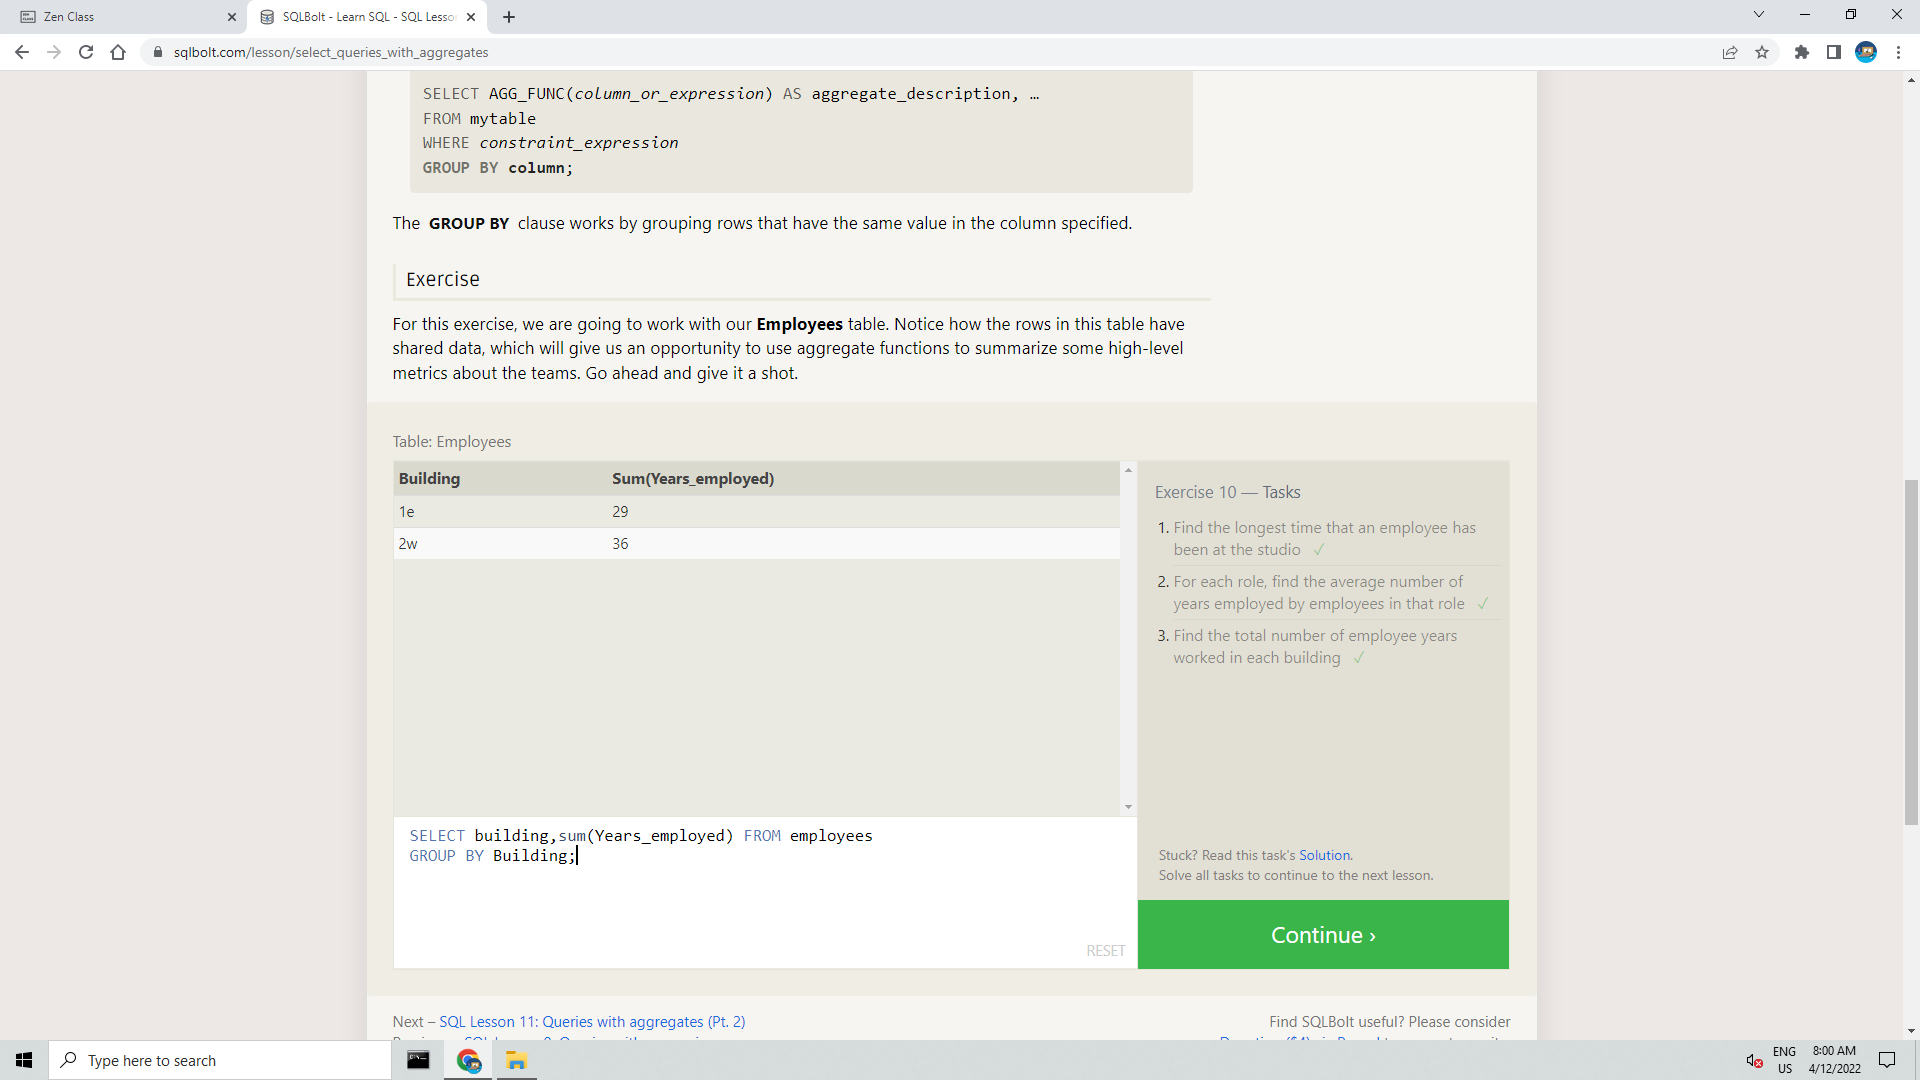 Zen Class
SQLBolt - Learn SQL - SQL Lesso
sqlbolt.com/lesson/select_queries_with_aggregates
SELECT AGG_FUNC(column_or_expression) AS aggregate_description, …
FROM mytable
WHERE constraint_expression
GROUP BY column;
The GROUP BY clause works by grouping rows that have the same value in the column specified.
Exercise
For this exercise, we are going to work with our Employees table. Notice how the rows in this table have
shared data, which will give us an opportunity to use aggregate functions to summarize some high-level
metrics about the teams. Go ahead and give it a shot.
Table: Employees
Building Sum(Years_employed)
1e 29
2w 36
SELECT building,sum(Years_employed) FROM employees
GROUP BY Building;
RESET
Exercise 10 — Tasks
1. Find the longest time that an employee has
been at the studio ✓
2. For each role, find the average number of
years employed by employees in that role ✓
3. Find the total number of employee years
worked in each building ✓
Stuck? Read this task's Solution.
Solve all tasks to continue to the next lesson.
Continue ›
Next – SQL Lesson 11: Queries with aggregates (Pt. 2)
Find SQLBolt useful? Please consider
Type here to search
ENG
US
8:00 AM
4/12/2022